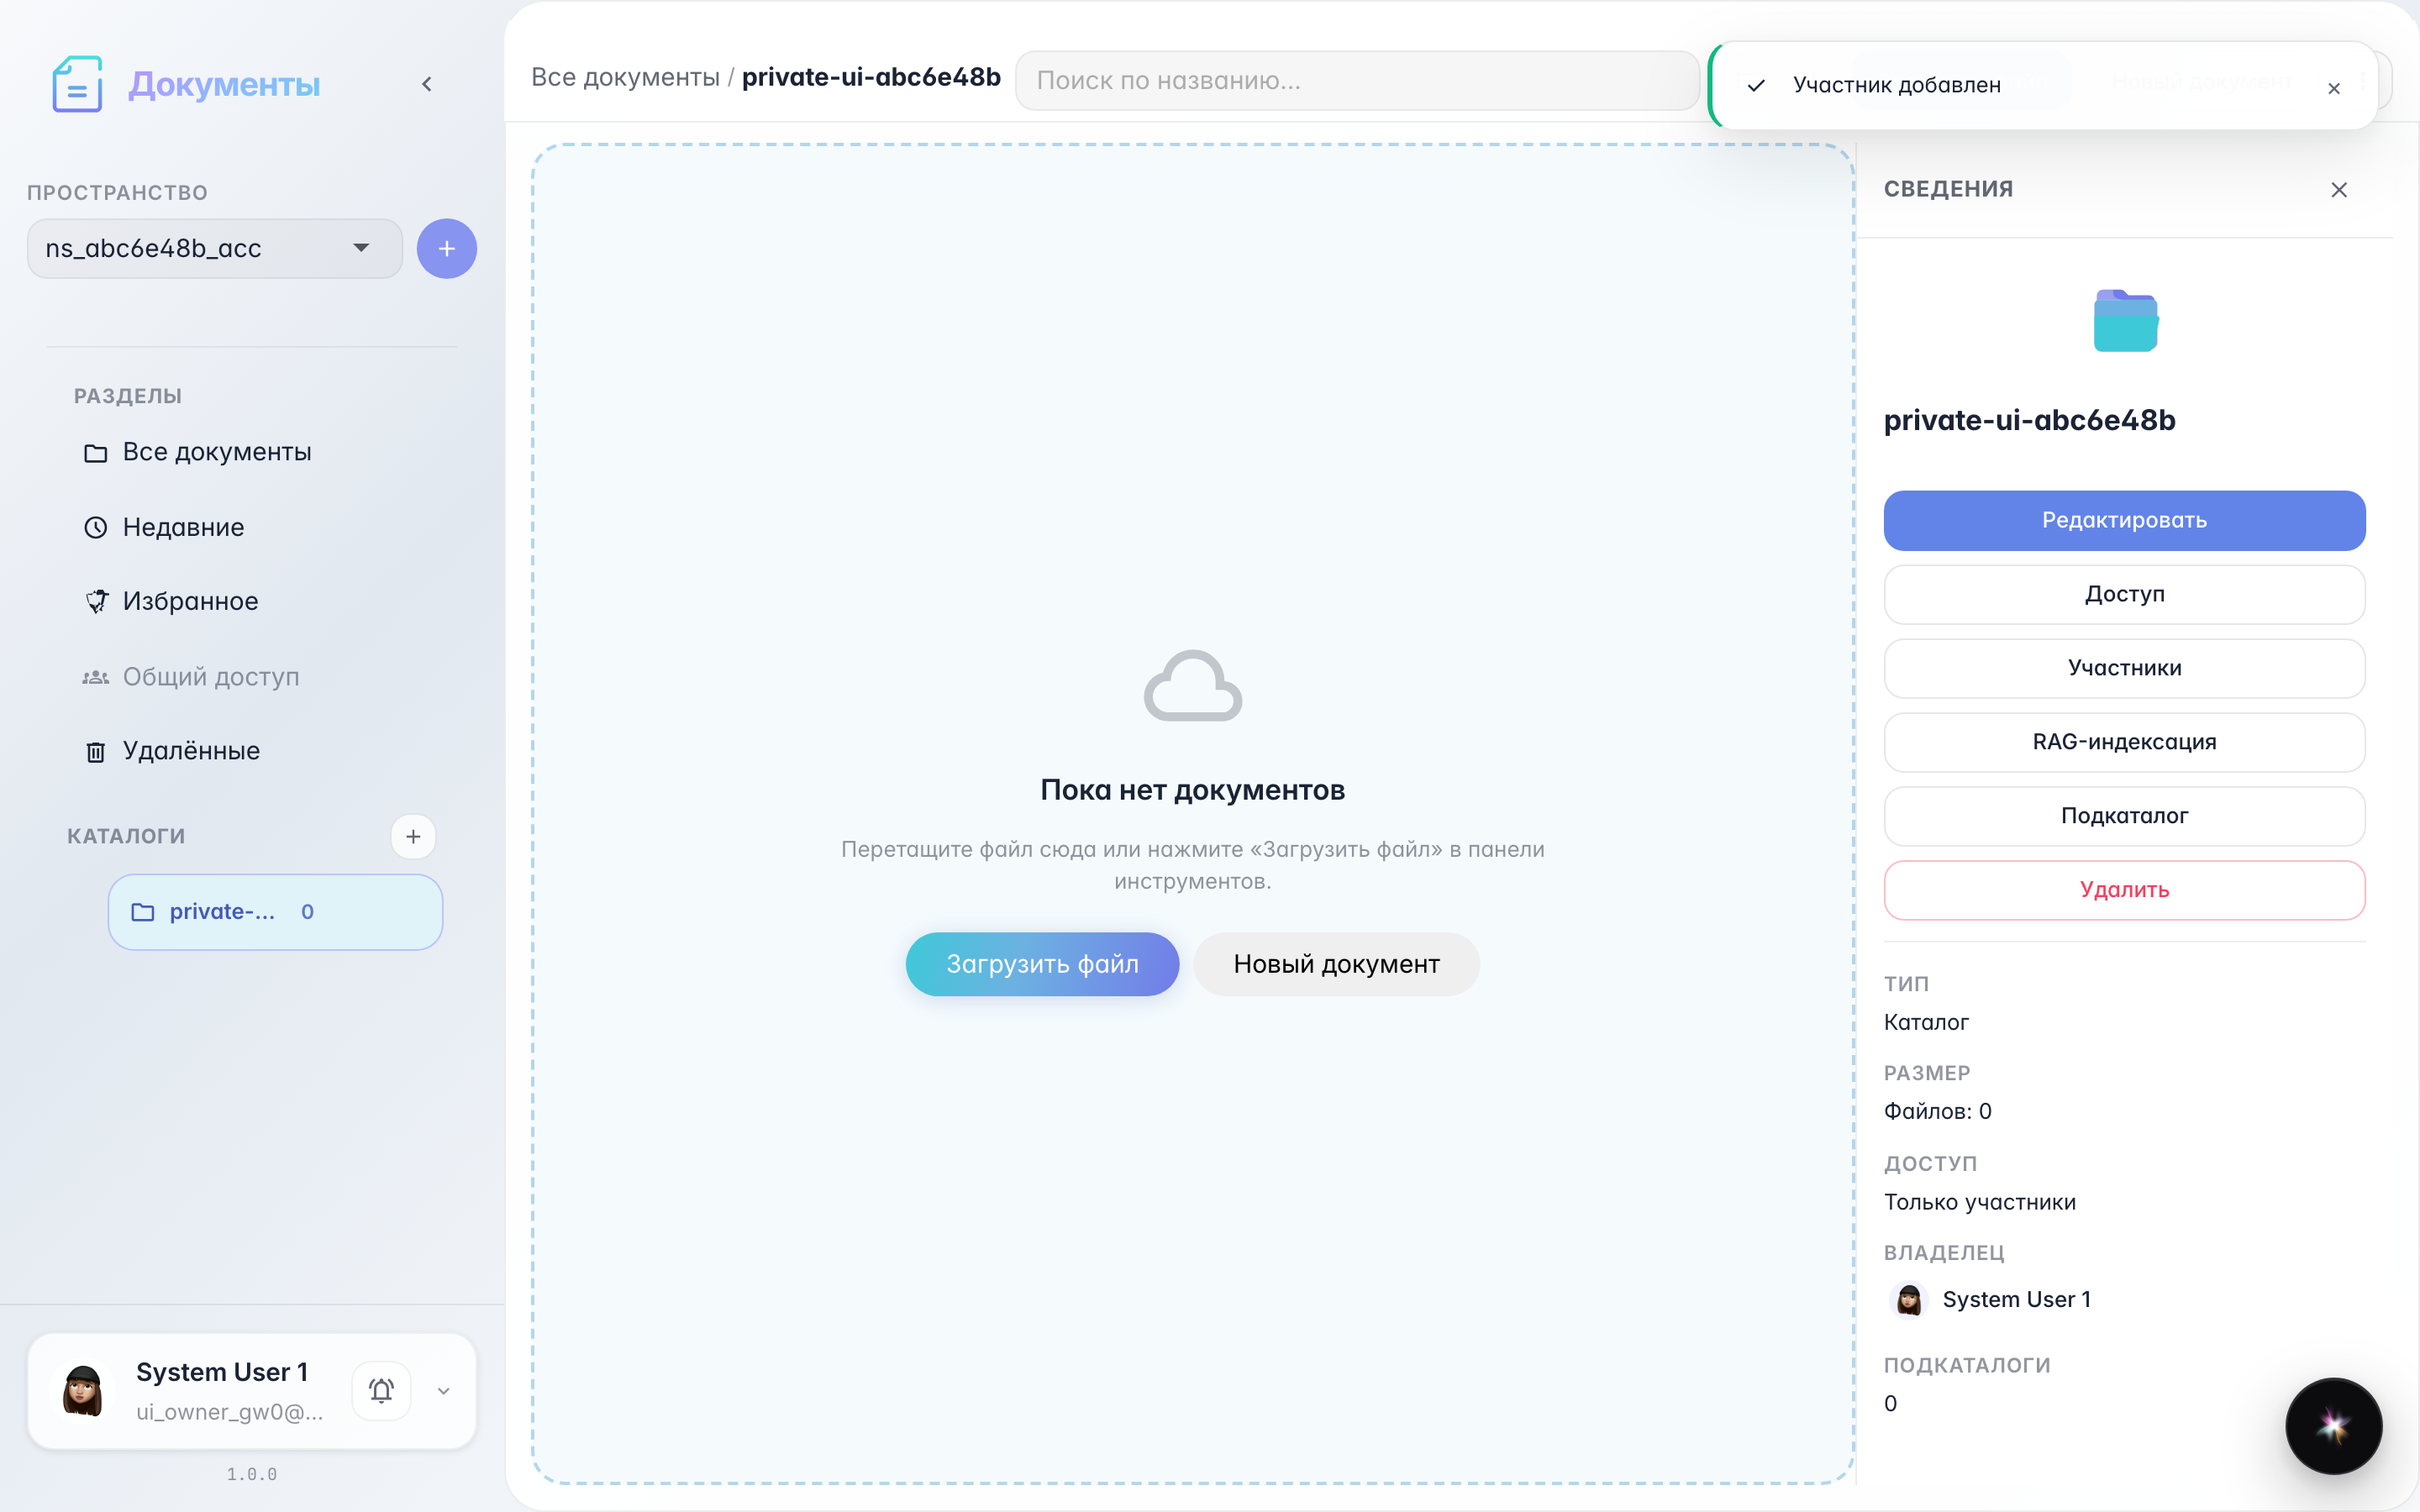 Документы
ПРОСТРАНСТВО
ns_abc6e48b_acc
РАЗДЕЛЫ
Все документы
Недавние
Избранное
Общий доступ
Удалённые
КАТАЛОГИ
private-... 0
System User 1
ui_owner_gw0@...
1.0.0
Все документы / private-ui-abc6e48b
Поиск по названию...
Участник добавлен
Пока нет документов
Перетащите файл сюда или нажмите «Загрузить файл» в панели
инструментов.
Загрузить файл
Новый документ
СВЕДЕНИЯ
private-ui-abc6e48b
Редактировать
Доступ
Участники
RAG-индексация
Подкаталог
Удалить
ТИП
Каталог
РАЗМЕР
Файлов: 0
ДОСТУП
Только участники
ВЛАДЕЛЕЦ
System User 1
ПОДКАТАЛОГИ
0